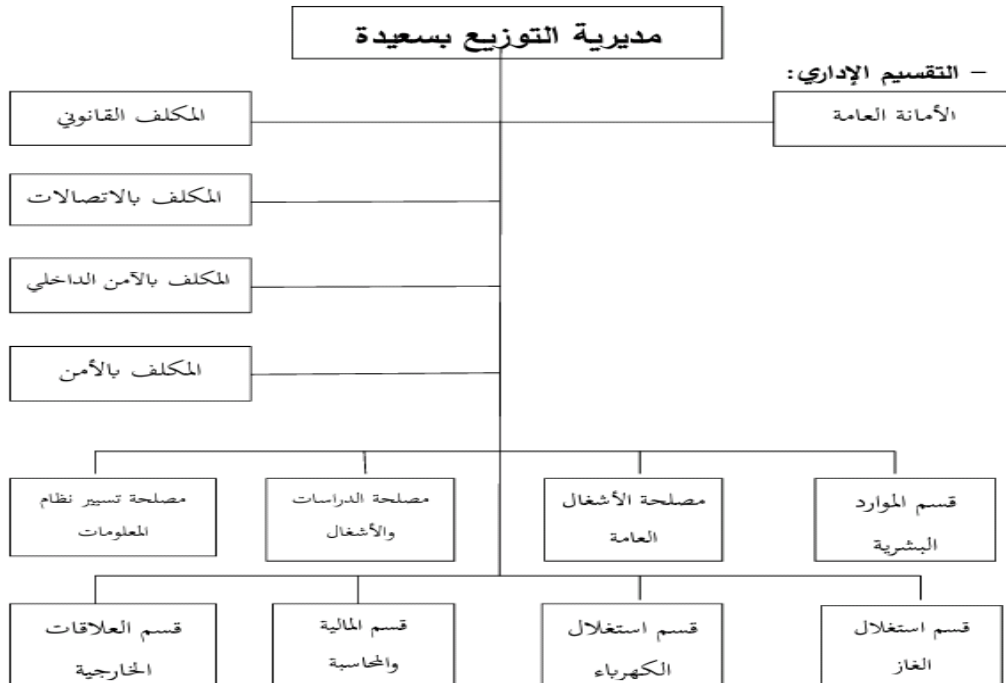 مديرية التوزيع بسعيدة
– التقسيم الإداري:
الأمانة العامة
المكلف القانوني
المكلف بالاتصالات
المكلف بالآمن الداخلي
المكلف بالأمن
قسم الموارد
البشرية
مصلحة الأشغال
العامة
مصلحة الدراسات
والأشغال
مصلحة تسيير نظام
المعلومات
قسم استغلال
الغاز
قسم استغلال
الكهرباء
قسم المالية
والمحاسبة
قسم العلاقات
الخارجية